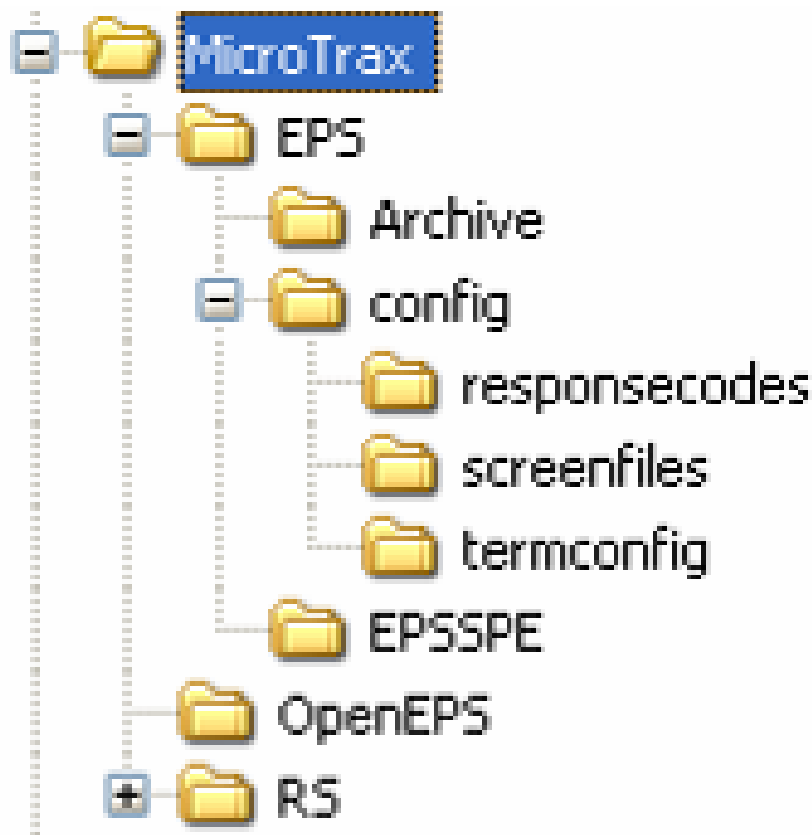 MicroTrax
EPS
Archive
config
responsecodes
screenfiles
termconfig
EPSSPE
OpenEPS
RS